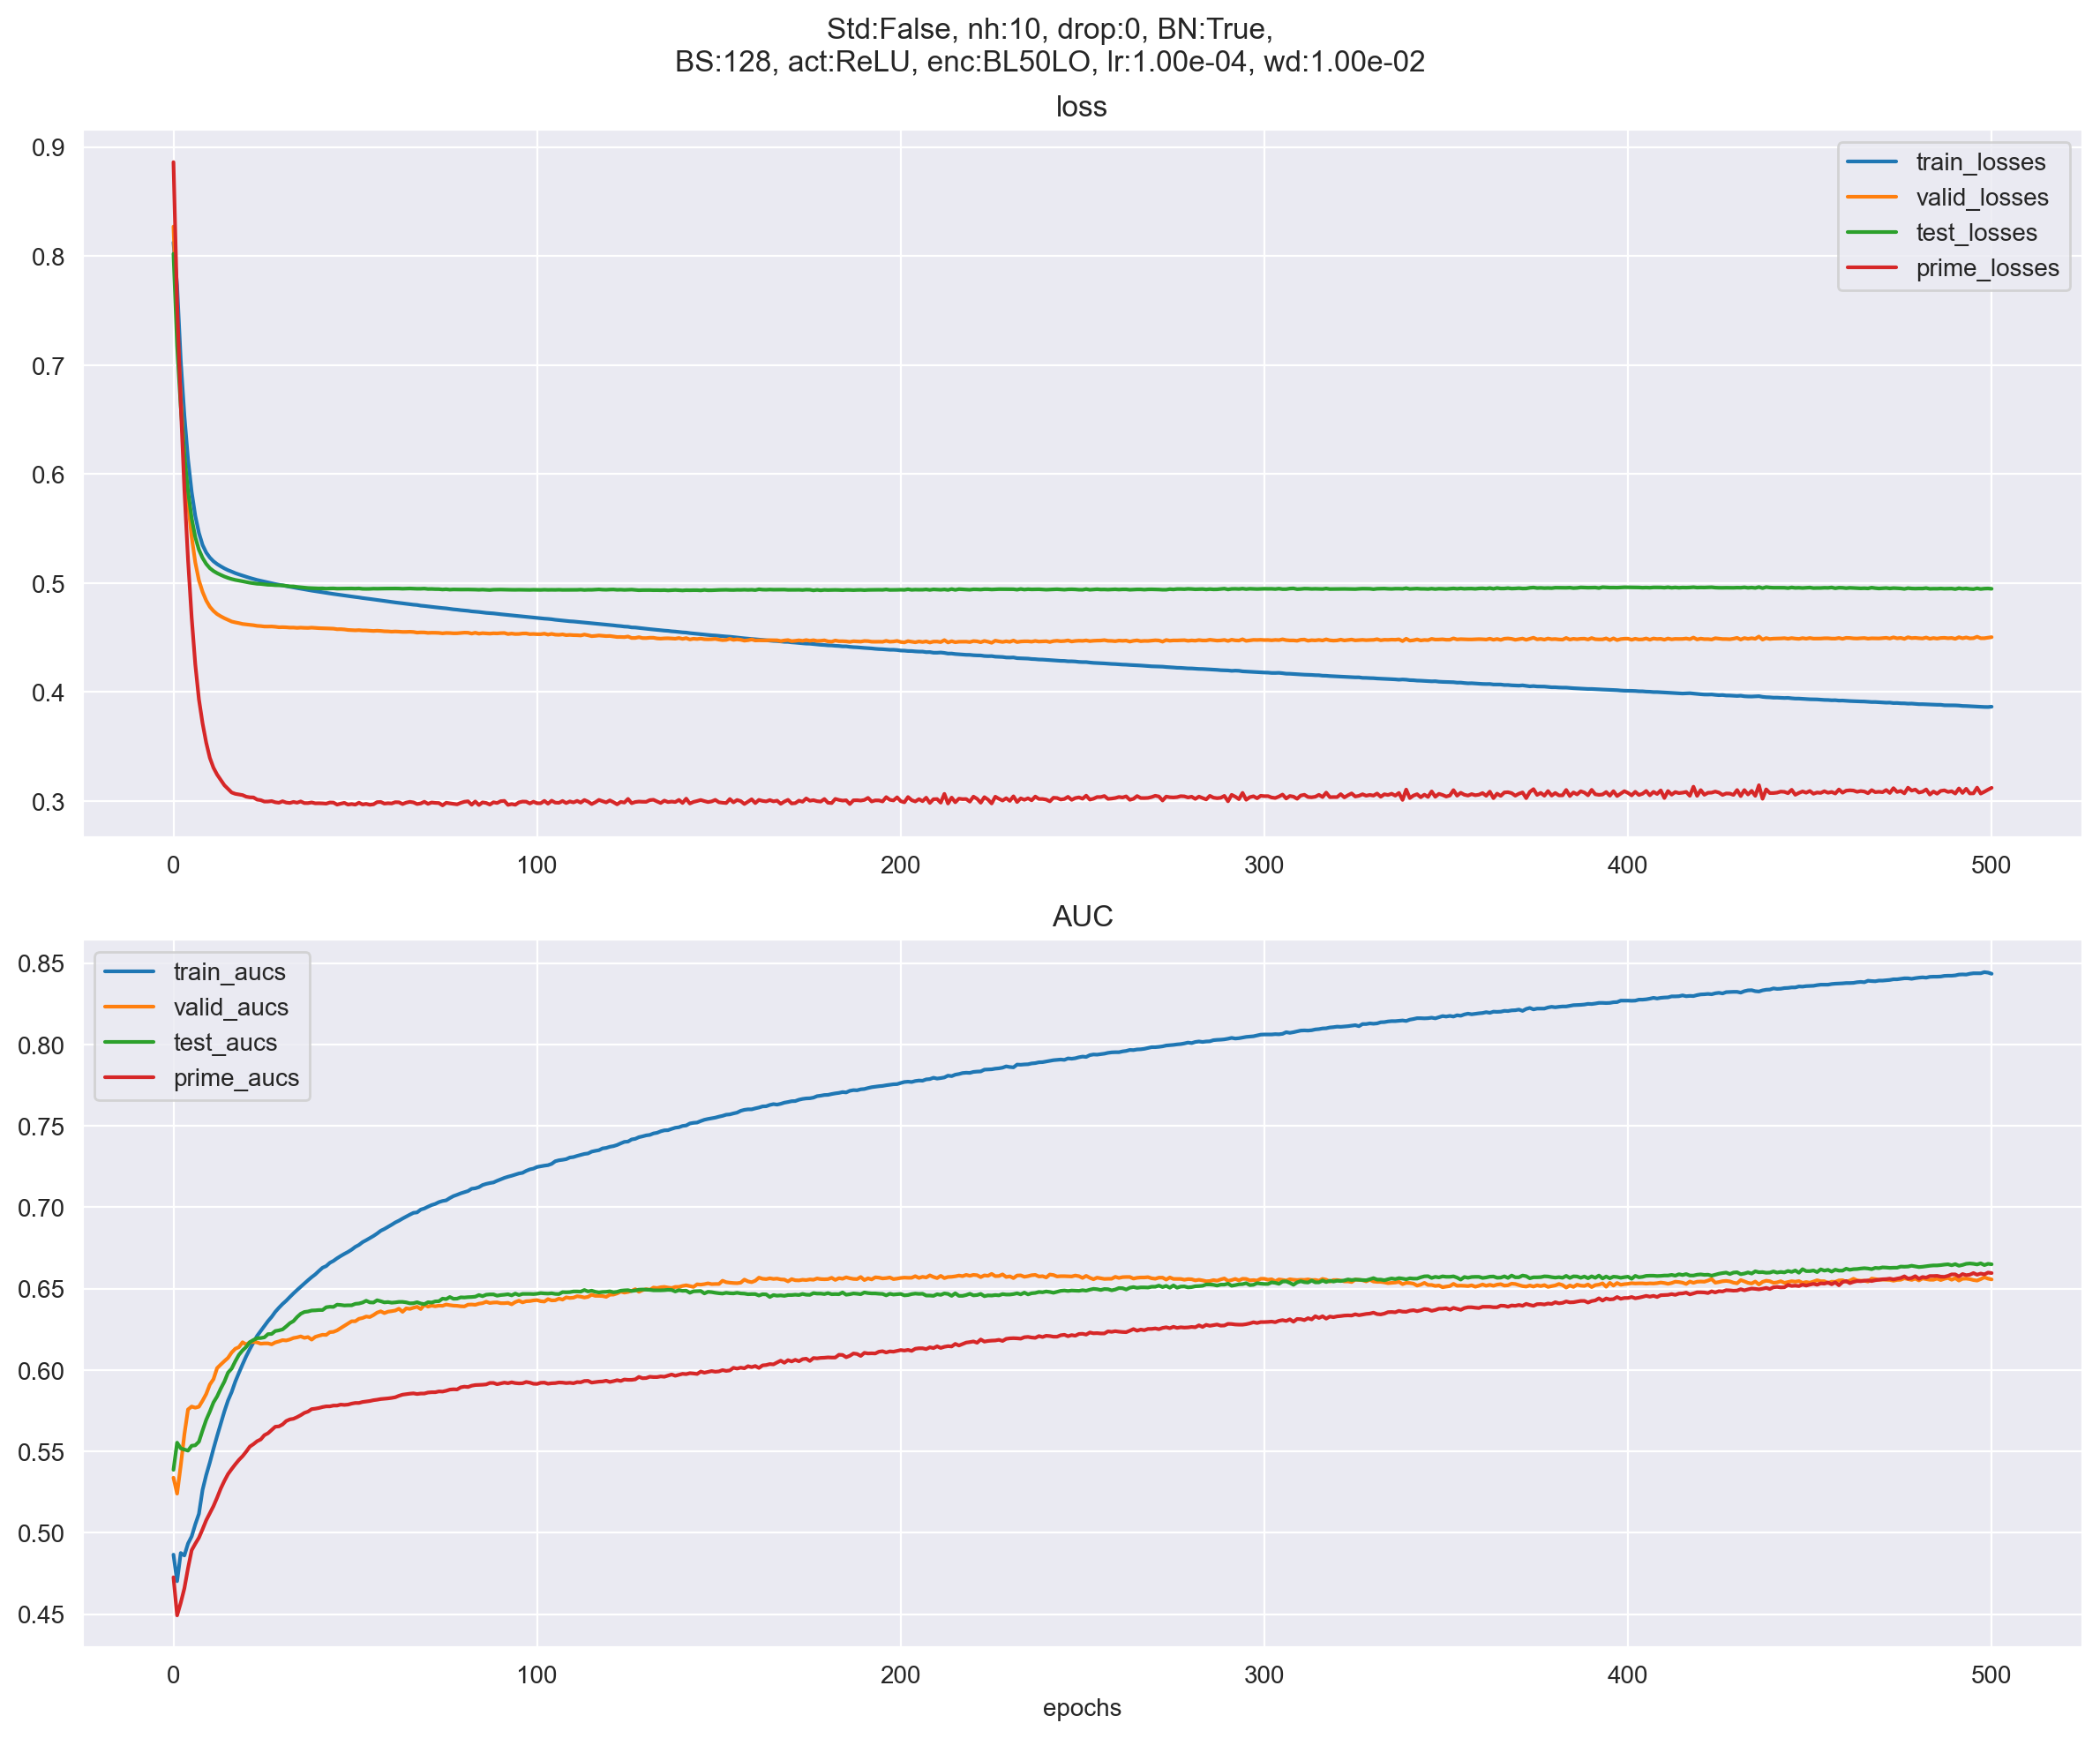 Std:False, nh:10, drop:0, BN:True,
BS:128, act:ReLU, enc:BL50LO, lr:1.00e-04, wd:1.00e-02
loss
0.9
0.8
0.7
0.6
0.5
0.4
0.3
train_losses
valid_losses
test_losses
prime_losses
0 100 200 300 400 500
AUC
0.85
0.80
0.75
0.70
0.65
0.60
0.55
0.50
0.45
train_aucs
valid_aucs
test_aucs
prime_aucs
0 100 200 300 400 500
epochs